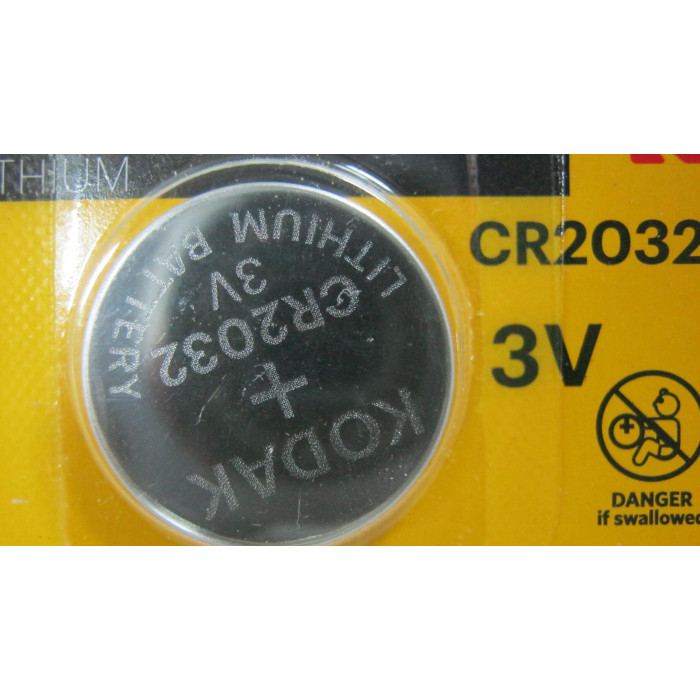 THIUM
CR2032
3V
DANGER
if swallowed
KODAK
+
CR2032
3V
LITHIUM BATTERY